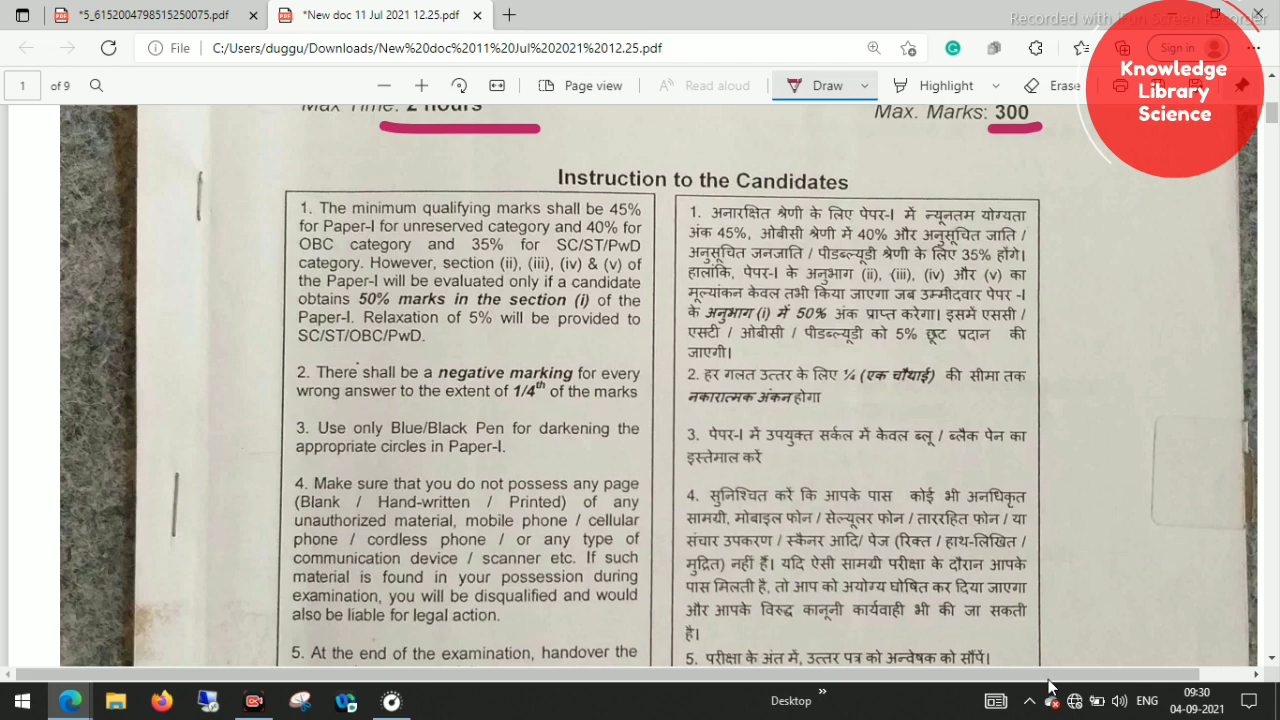 *5_6152004798515250075.pdf
*New doc 11 Jul 2021 12.25.pdf
Recorded with iFun Screen Recorder
File
C:/Users/duggu/Downloads/New%20doc%2011%20Jul%202021%2012.25.pdf
Sign in
1 of 9
Page view
Read aloud
Draw
Highlight
Erase
Knowledge
Library
Science
Max Time: 2 hours
Max. Marks: 300
Instruction to the Candidates
1. The minimum qualifying marks shall be 45%
for Paper-I for unreserved category and 40% for
OBC category and 35% for SC/ST/PwD
category. However, section (ii), (iii), (iv) & (v) of
the Paper-I will be evaluated only if a candidate
obtains 50% marks in the section (i) of the
Paper-I. Relaxation of 5% will be provided to
SC/ST/OBC/PwD.
2. There shall be a negative marking for every
wrong answer to the extent of 1/4th of the marks
3. Use only Blue/Black Pen for darkening the
appropriate circles in Paper-I.
4. Make sure that you do not possess any page
(Blank / Hand-written / Printed) of any
unauthorized material, mobile phone / cellular
phone / cordless phone / or any type of
communication device / scanner etc. If such
material is found in your possession during
examination, you will be disqualified and would
also be liable for legal action.
5. At the end of the examination, handover the
1. अनारक्षित श्रेणी के लिए पेपर-I में न्यूनतम योग्यता
अंक 45%, ओबीसी श्रेणी में 40% और अनुसूचित जाति /
अनुसूचित जनजाति / पीडब्ल्यूडी श्रेणी के लिए 35% होंगे।
हालांकि, पेपर-I के अनुभाग (ii), (iii), (iv) और (v) का
मूल्यांकन केवल तभी किया जाएगा जब उम्मीदवार पेपर -I
के अनुभाग (i) में 50% अंक प्राप्त करेगा। इसमें एससी /
एसटी / ओबीसी / पीडब्ल्यूडी को 5% छूट प्रदान की
जाएगी।
2. हर गलत उत्तर के लिए ¼ (एक चौथाई) की सीमा तक
नकारात्मक अंकन होगा
3. पेपर-I में उपयुक्त सर्कल में केवल ब्लू / ब्लैक पेन का
इस्तेमाल करें
4. सुनिश्चित करें कि आपके पास कोई भी अनधिकृत
सामग्री, मोबाइल फोन / सेल्यूलर फोन / ताररहित फोन / या
संचार उपकरण / स्कैनर आदि/ पेज (रिक्त / हाथ-लिखित /
मुद्रित) नहीं हैं। यदि ऐसी सामग्री परीक्षा के दौरान आपके
पास मिलती है, तो आप को अयोग्य घोषित कर दिया जाएगा
और आपके विरुद्ध कानूनी कार्यवाही भी की जा सकती
है।
5. परीक्षा के अंत में, उत्तर पत्र को अन्वेषक को सौंपें।
Desktop
ENG
09:30
04-09-2021